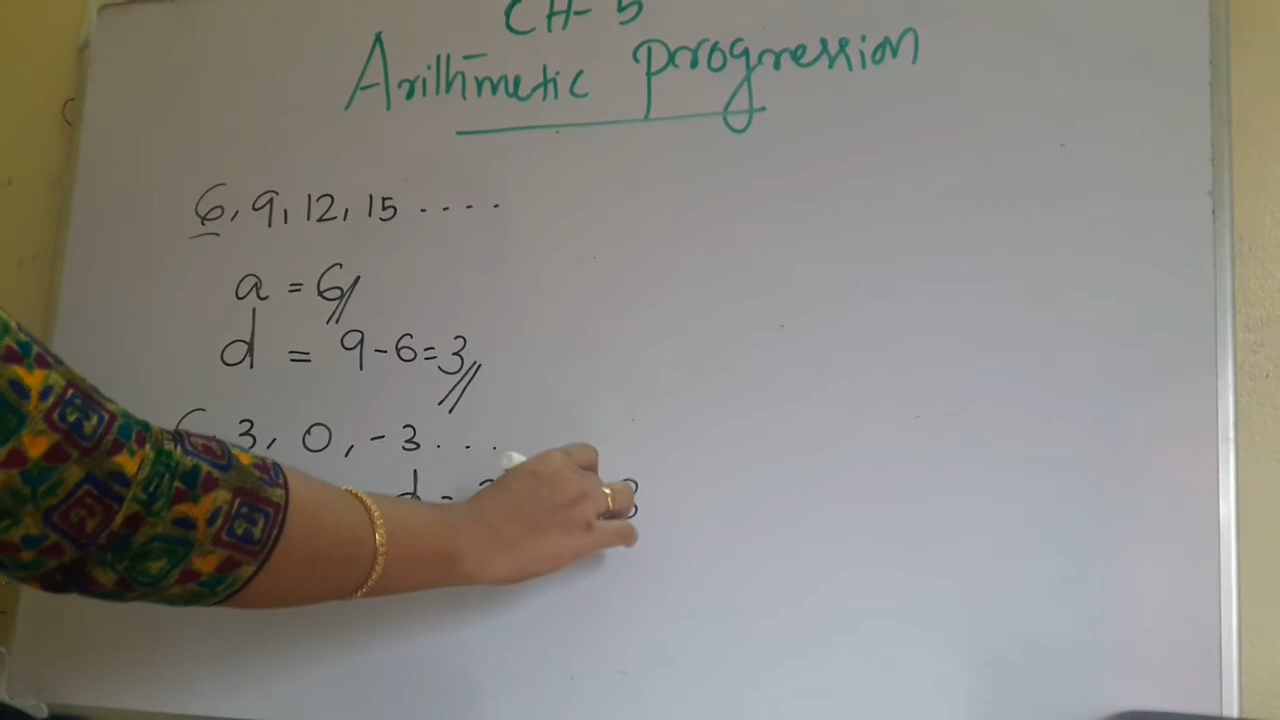 CH-5
Arithmetic progression
6, 9, 12, 15 ....
a = 6//
d = 9-6=3//
3, 0, -3...
d =